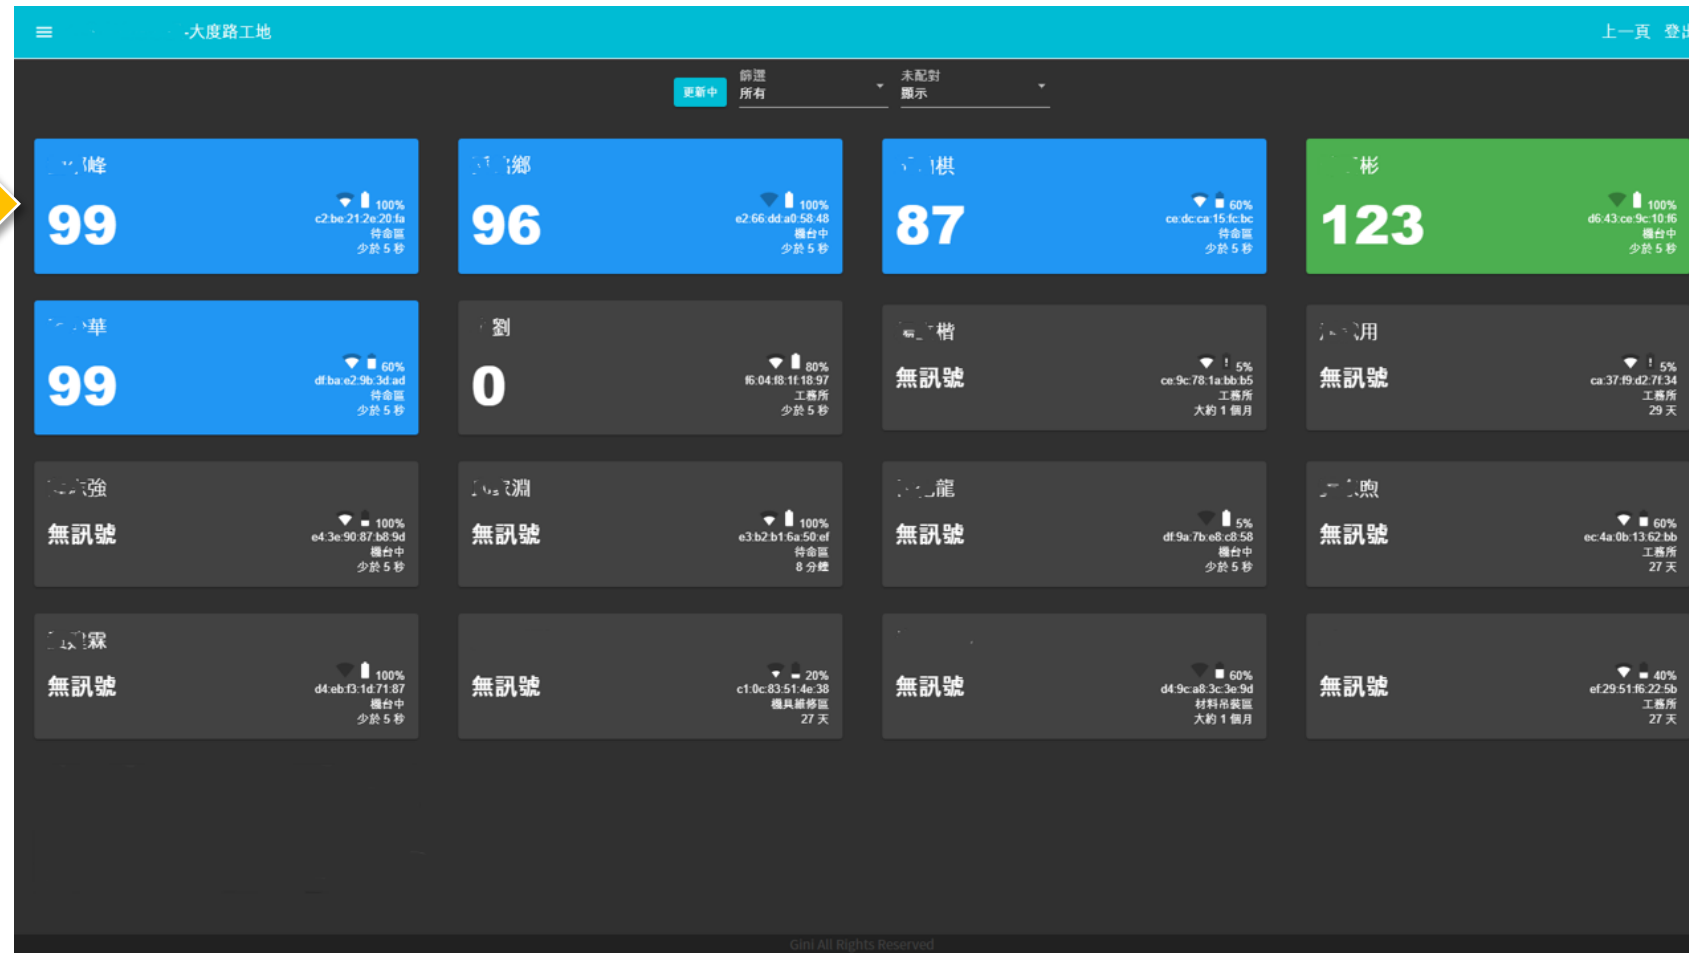 -大度路工地
上一頁 登出
更新中
篩選
所有
未配對
顯示
峰
99
100%
c2:be:21:2e:20:fa
待命區
少於 5 秒
鄉
96
100%
e2:66:dd:a0:58:48
機台中
少於 5 秒
棋
87
60%
ce:dc:ca:15:fc:bc
待命區
少於 5 秒
彬
123
100%
d6:43:ce:9c:10:f6
機台中
少於 5 秒
華
99
60%
df:ba:e2:9b:3d:ad
待命區
少於 5 秒
劉
0
80%
f6:04:f8:1f:18:97
工務所
少於 5 秒
楷
無訊號
5%
ce:9c:78:1a:bb:b5
工務所
大約 1 個月
用
無訊號
5%
ca:37:f9:d2:7f:34
工務所
29 天
強
無訊號
100%
e4:3e:90:87:b8:9d
機台中
少於 5 秒
淵
無訊號
100%
e3:b2:b1:6a:50:ef
待命區
8 分鐘
龍
無訊號
5%
df:9a:7b:e8:c8:58
機台中
少於 5 秒
煦
無訊號
60%
ec:4a:0b:13:62:bb
工務所
27 天
霖
無訊號
100%
d4:eb:f3:1d:71:87
機台中
少於 5 秒
無訊號
20%
c1:0c:83:51:4e:38
機具維修區
27 天
無訊號
60%
d4:9c:a8:3c:3e:9d
材料吊裝區
大約 1 個月
無訊號
40%
ef:29:51:f6:22:5b
工務所
27 天
Gini All Rights Reserved